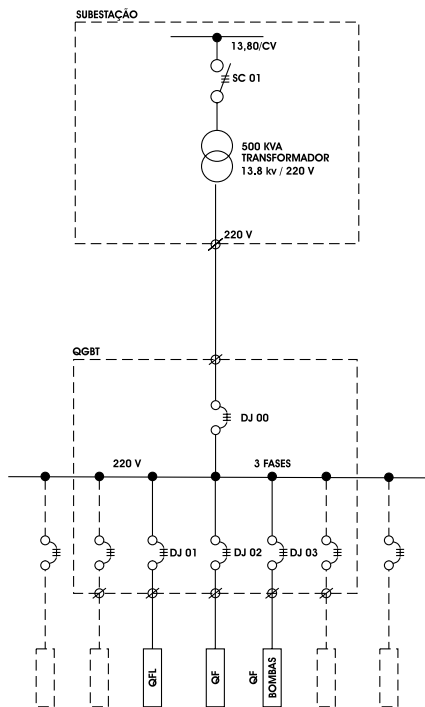 SUBESTAÇÃO
13,80/CV
SC 01
500 KVA
TRANSFORMADOR
13.8 kv / 220 V
220 V
QGBT
DJ 00
220 V
3 FASES
DJ 01
DJ 02
DJ 03
QFL
QF
QF
BOMBAS